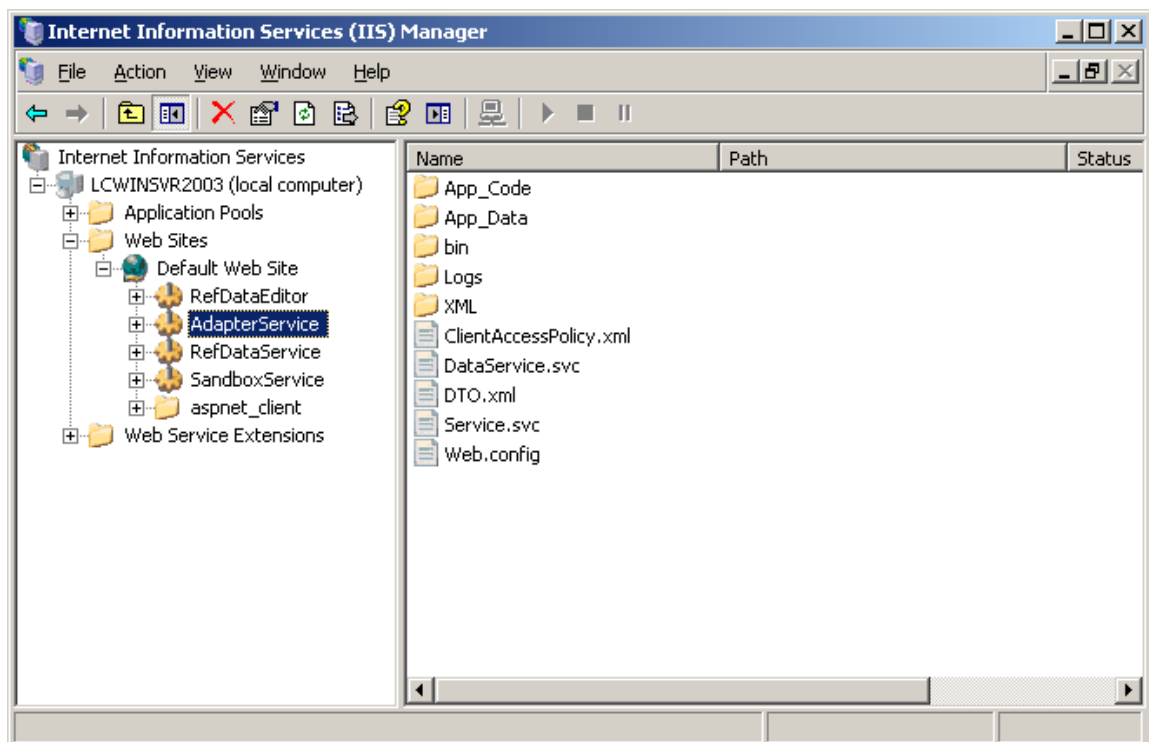 Internet Information Services (IIS) Manager
File Action View Window Help
Internet Information Services
LCWINSVR2003 (local computer)
Application Pools
Web Sites
Default Web Site
RefDataEditor
AdapterService
RefDataService
SandboxService
aspnet_client
Web Service Extensions
Name Path Status
App_Code
App_Data
bin
Logs
XML
ClientAccessPolicy.xml
DataService.svc
DTO.xml
Service.svc
Web.config